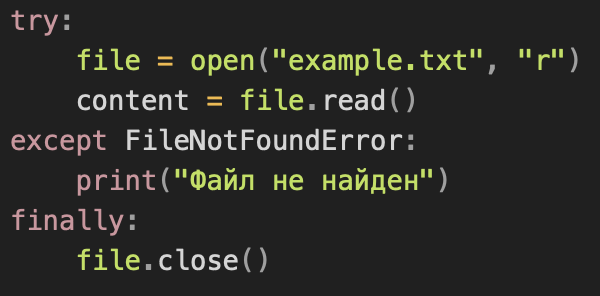 try:
    file = open("example.txt", "r")
    content = file.read()
except FileNotFoundError:
    print("Файл не найден")
finally:
    file.close()